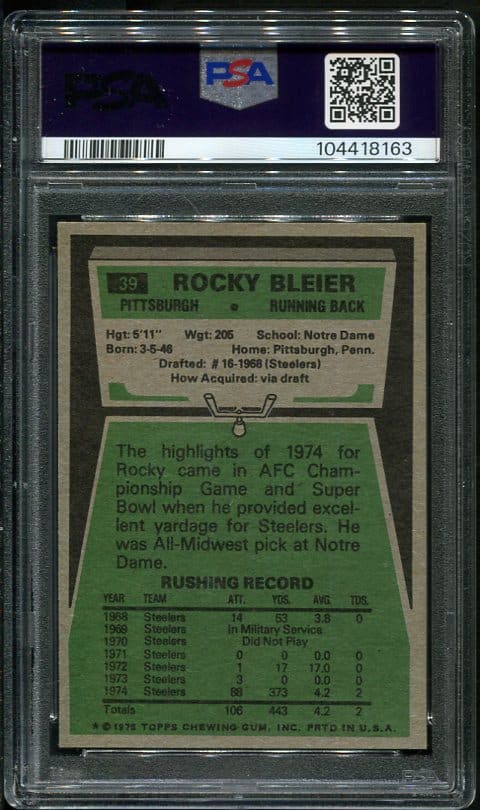 PSA
PSA
104418163
39 ROCKY BLEIER
PITTSBURGH • RUNNING BACK
Hgt: 5'11" Wgt: 205 School: Notre Dame
Born: 3-5-46 Home: Pittsburgh, Penn.
Drafted: #16-1968 (Steelers)
How Acquired: via draft
The highlights of 1974 for
Rocky came in AFC Cham-
pionship Game and Super
Bowl when he provided excel-
lent yardage for Steelers. He
was All-Midwest pick at Notre
Dame.
RUSHING RECORD
YEAR TEAM ATT. YDS. AVG. TDS.
1968 Steelers 14 53 3.8 0
1969 Steelers In Military Service
1970 Steelers Did Not Play
1971 Steelers 0 0 0.0 0
1972 Steelers 1 17 17.0 0
1973 Steelers 3 0 0.0 0
1974 Steelers 88 373 4.2 2
Totals 106 443 4.2 2
★ © 1975 TOPPS CHEWING GUM, INC. PRTD IN U.S.A.